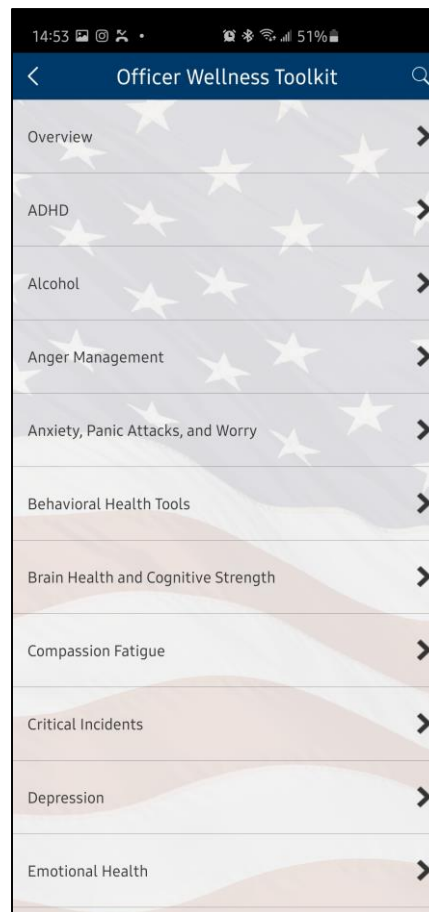 14:53 51%
Officer Wellness Toolkit
Overview
ADHD
Alcohol
Anger Management
Anxiety, Panic Attacks, and Worry
Behavioral Health Tools
Brain Health and Cognitive Strength
Compassion Fatigue
Critical Incidents
Depression
Emotional Health